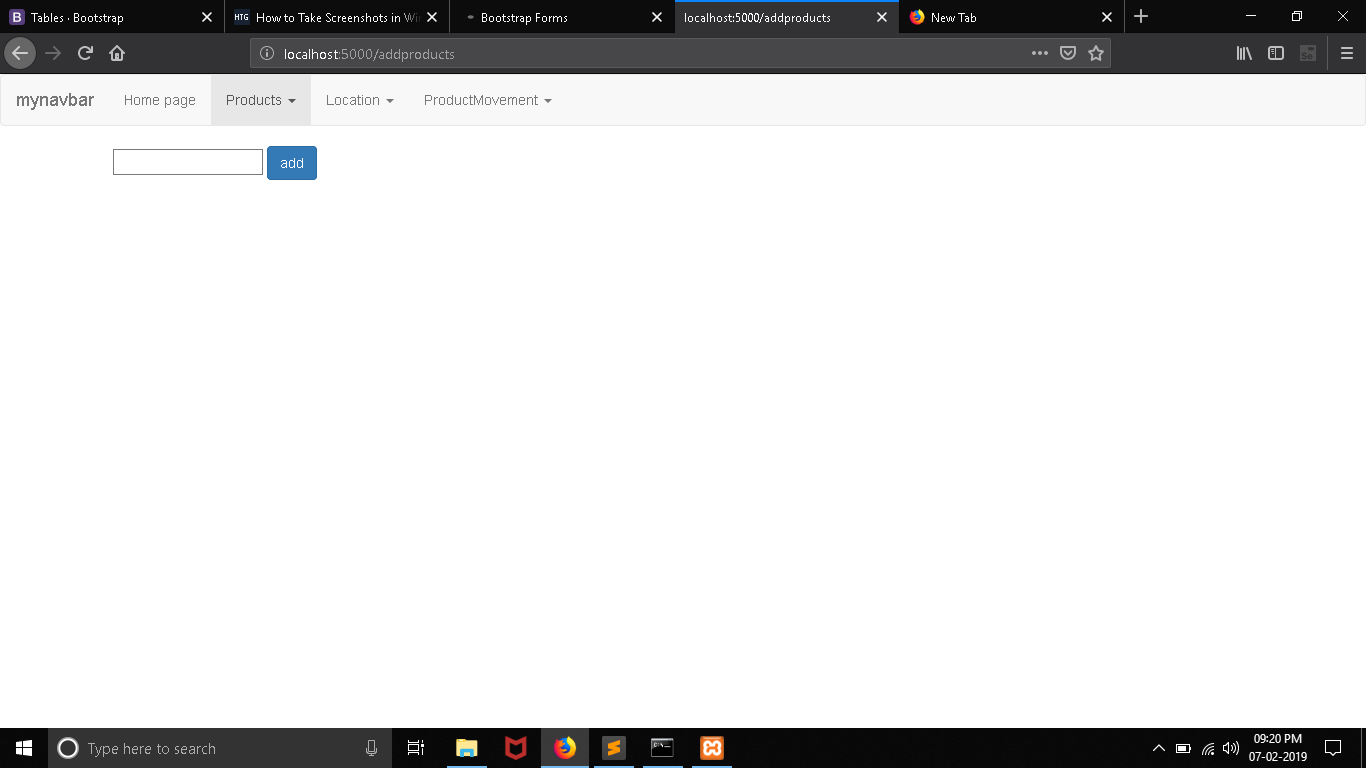 B Tables · Bootstrap
HTG How to Take Screenshots in Wi
Bootstrap Forms
localhost:5000/addproducts
New Tab
localhost:5000/addproducts
Se
mynavbar Home page Products Location ProductMovement
add
Type here to search
09:20 PM
07-02-2019